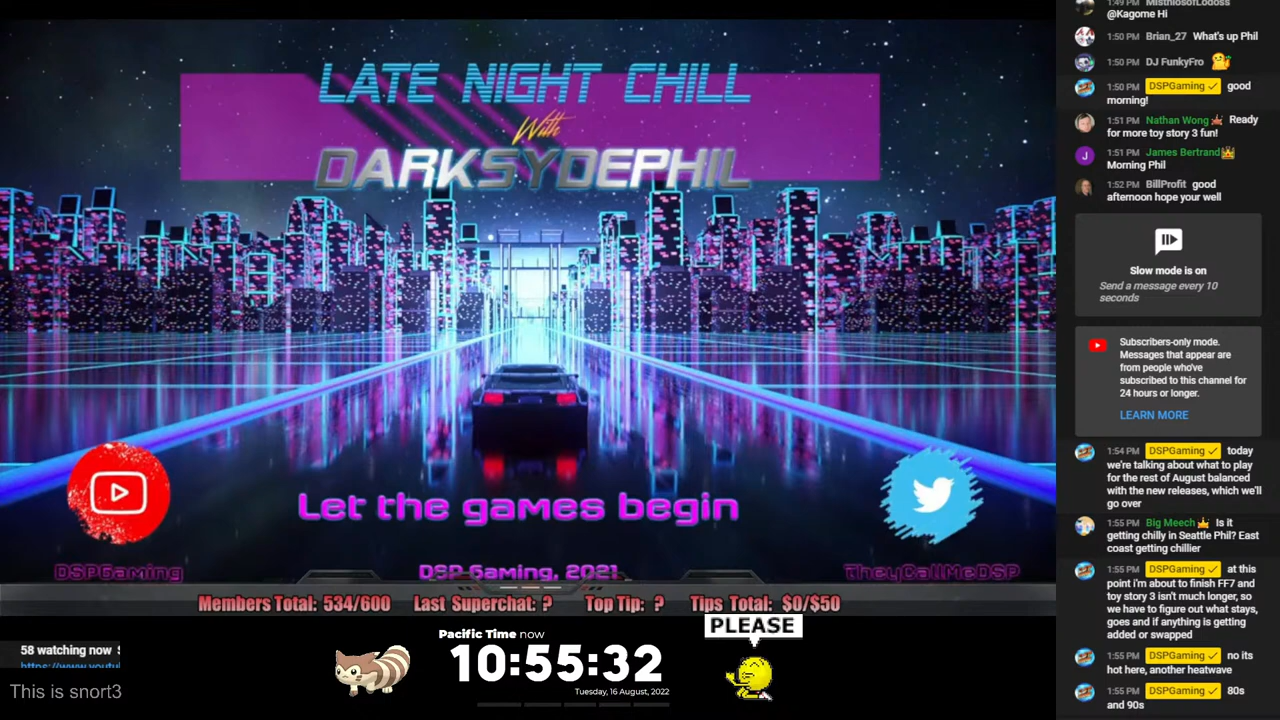 LATE NIGHT CHILL
With
DARKSYDEPHIL
Let the games begin
DSPGaming
DSP Gaming, 2021
TheyCallMeDSP
Members Total: 534/600
Last Superchat: ?
Top Tip: ?
Tips Total: $0/$50
58 watching now
This is snort3
Pacific Time now
10:55:32
Tuesday, 16 August, 2022
PLEASE
1:49 PM MisthiosofLodoss
@Kagome Hi
1:50 PM Brian_27 What's up Phil
1:50 PM DJ FunkyFro
1:50 PM DSPGaming good
morning!
1:51 PM Nathan Wong Ready
for more toy story 3 fun!
1:51 PM James Bertrand
Morning Phil
1:52 PM BillProfit good
afternoon hope your well
Slow mode is on
Send a message every 10
seconds
Subscribers-only mode.
Messages that appear are
from people who've
subscribed to this channel for
24 hours or longer.
LEARN MORE
1:54 PM DSPGaming today
we're talking about what to play
for the rest of August balanced
with the new releases, which we'll
go over
1:55 PM Big Meech Is it
getting chilly in Seattle Phil? East
coast getting chillier
1:55 PM DSPGaming at this
point i'm about to finish FF7 and
toy story 3 isn't much longer, so
we have to figure out what stays,
goes and if anything is getting
added or swapped
1:55 PM DSPGaming no its
hot here, another heatwave
1:55 PM DSPGaming 80s
and 90s